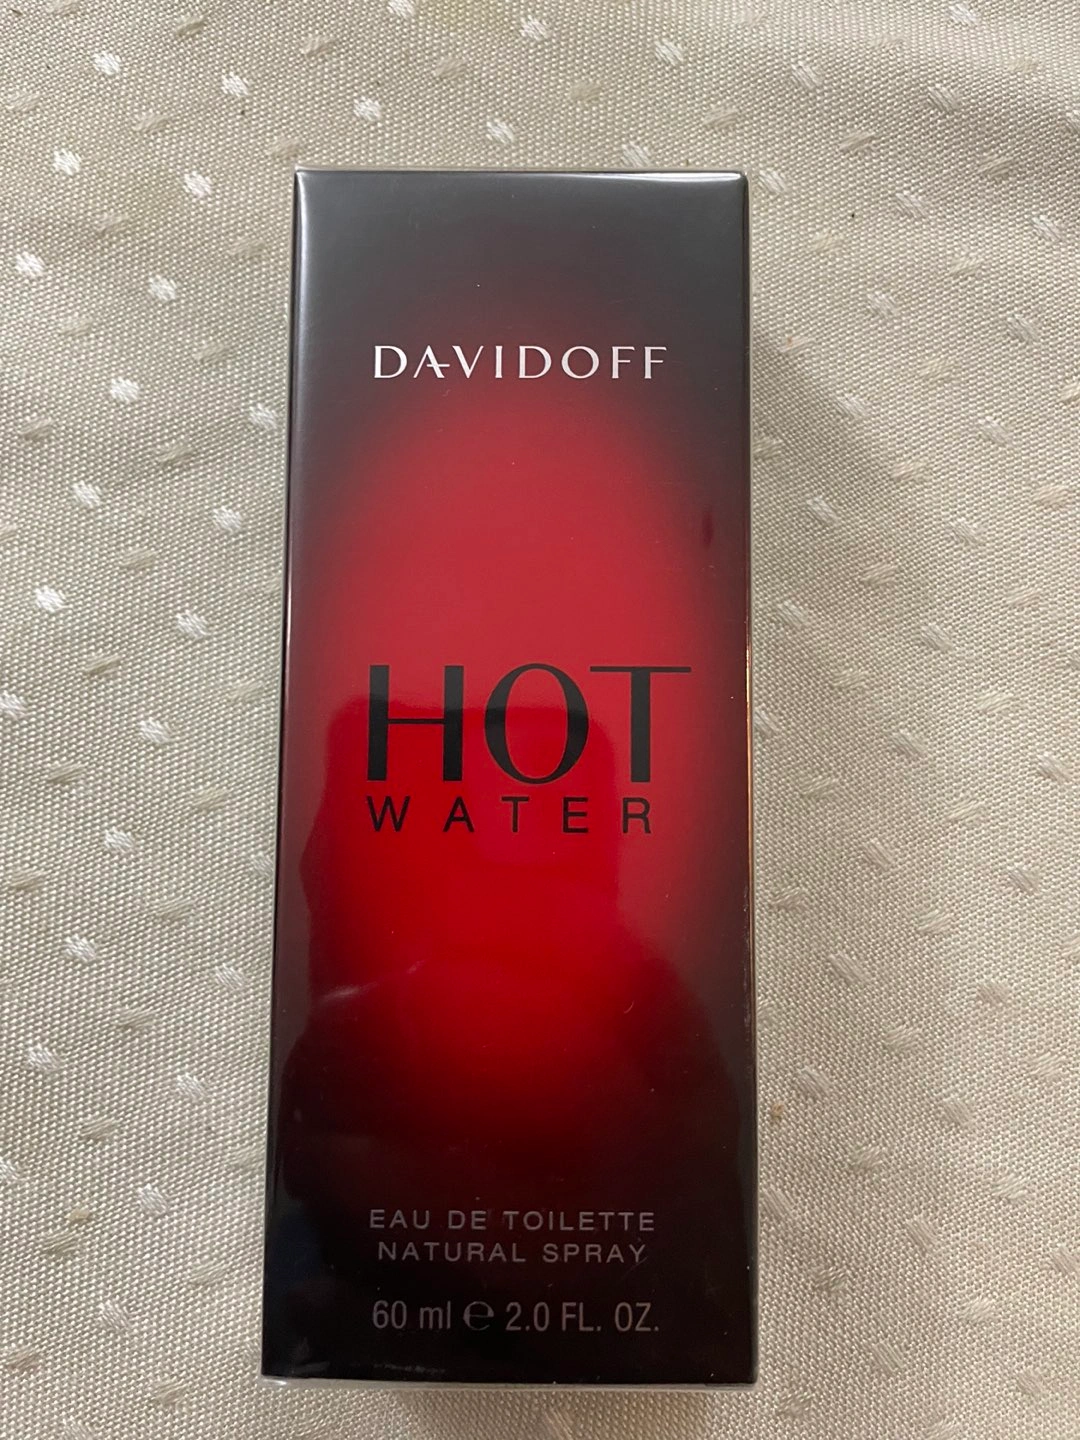 DAVIDOFF
HOT
WATER
EAU DE TOILETTE
NATURAL SPRAY
60 ml ℮ 2.0 FL. OZ.